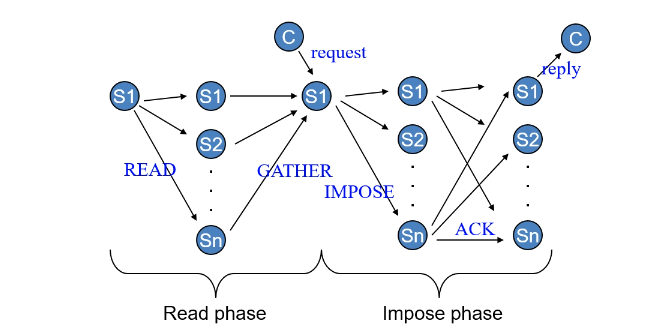 C
request
C
reply
S1
S1
S1
S1
S1
S2
S2
S2
READ
GATHER
IMPOSE
Sn
Sn
ACK
Sn
Read phase
Impose phase